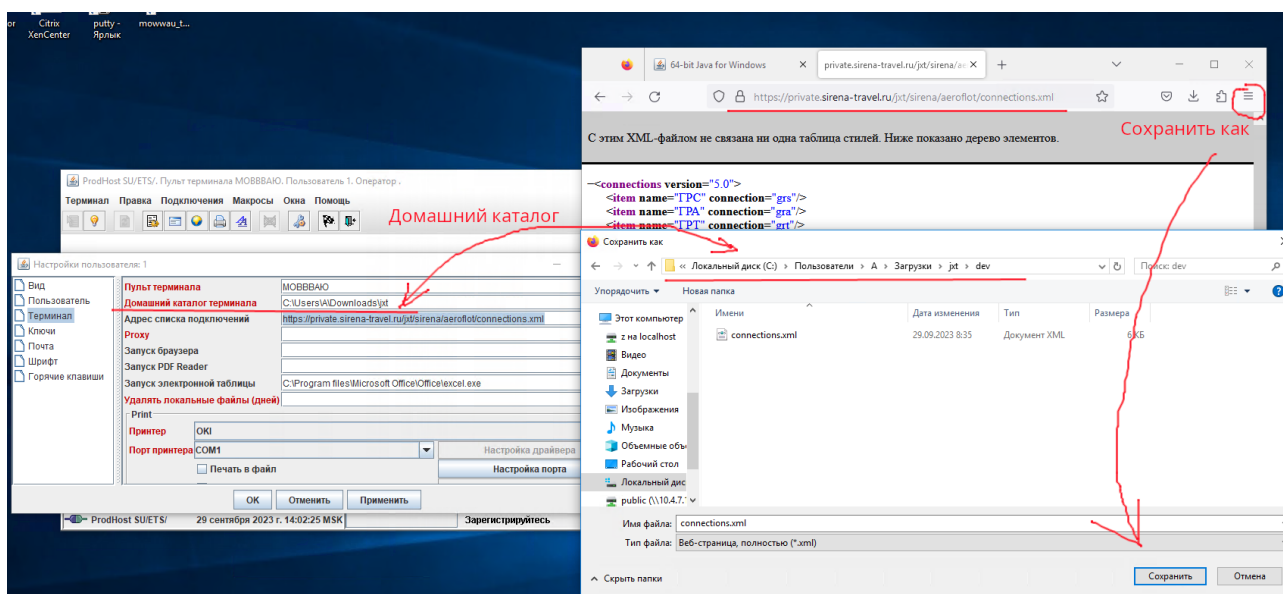 or Citrix putty - mowwau_t...
XenCenter Ярлык
64-bit Java for Windows
private.sirena-travel.ru/jxt/sirena/ae
https://private.sirena-travel.ru/jxt/sirena/aeroflot/connections.xml
Сохранить как
С этим XML-файлом не связана ни одна таблица стилей. Ниже показано дерево элементов.
−<connections version="5.0">
<item name="ГРС" connection="grs"/>
<item name="ГРА" connection="gra"/>
<item name="ГРТ" connection="grt"/>
ProdHost SU/ETS/. Пульт терминала МОВВВАЮ. Пользователь 1. Оператор .
Терминал Правка Подключения Макросы Окна Помощь
Домашний каталог
Настройки пользователя: 1
Вид
Пользователь
Терминал
Ключи
Почта
Шрифт
Горячие клавиши
Пульт терминала МОВВВАЮ
Домашний каталог терминала C:\Users\A\Downloads\jxt
Адрес списка подключений https://private.sirena-travel.ru/jxt/sirena/aeroflot/connections.xml
Proxy
Запуск браузера
Запуск PDF Reader
Запуск электронной таблицы C:\Program files\Microsoft Office\Office\excel.exe
Удалять локальные файлы (дней)
Print
Принтер OKI
Порт принтера COM1 Настройка драйвера
Печать в файл Настройка порта
OK Отменить Применить
ProdHost SU/ETS/ 29 сентября 2023 г. 14:02:25 MSK Зарегистрируйтесь
Сохранить как
« Локальный диск (C:) › Пользователи › A › Загрузки › jxt › dev
Поиск: dev
Упорядочить Новая папка
Имя Дата изменения Тип Размер
connections.xml 29.09.2023 8:35 Документ XML 6 КБ
Этот компьютер
z на localhost
Видео
Документы
Загрузки
Изображения
Музыка
Объемные объ
Рабочий стол
Локальный дис
public (\\10.4.7.
Имя файла: connections.xml
Тип файла: Веб-страница, полностью (*.xml)
Скрыть папки
Сохранить Отмена